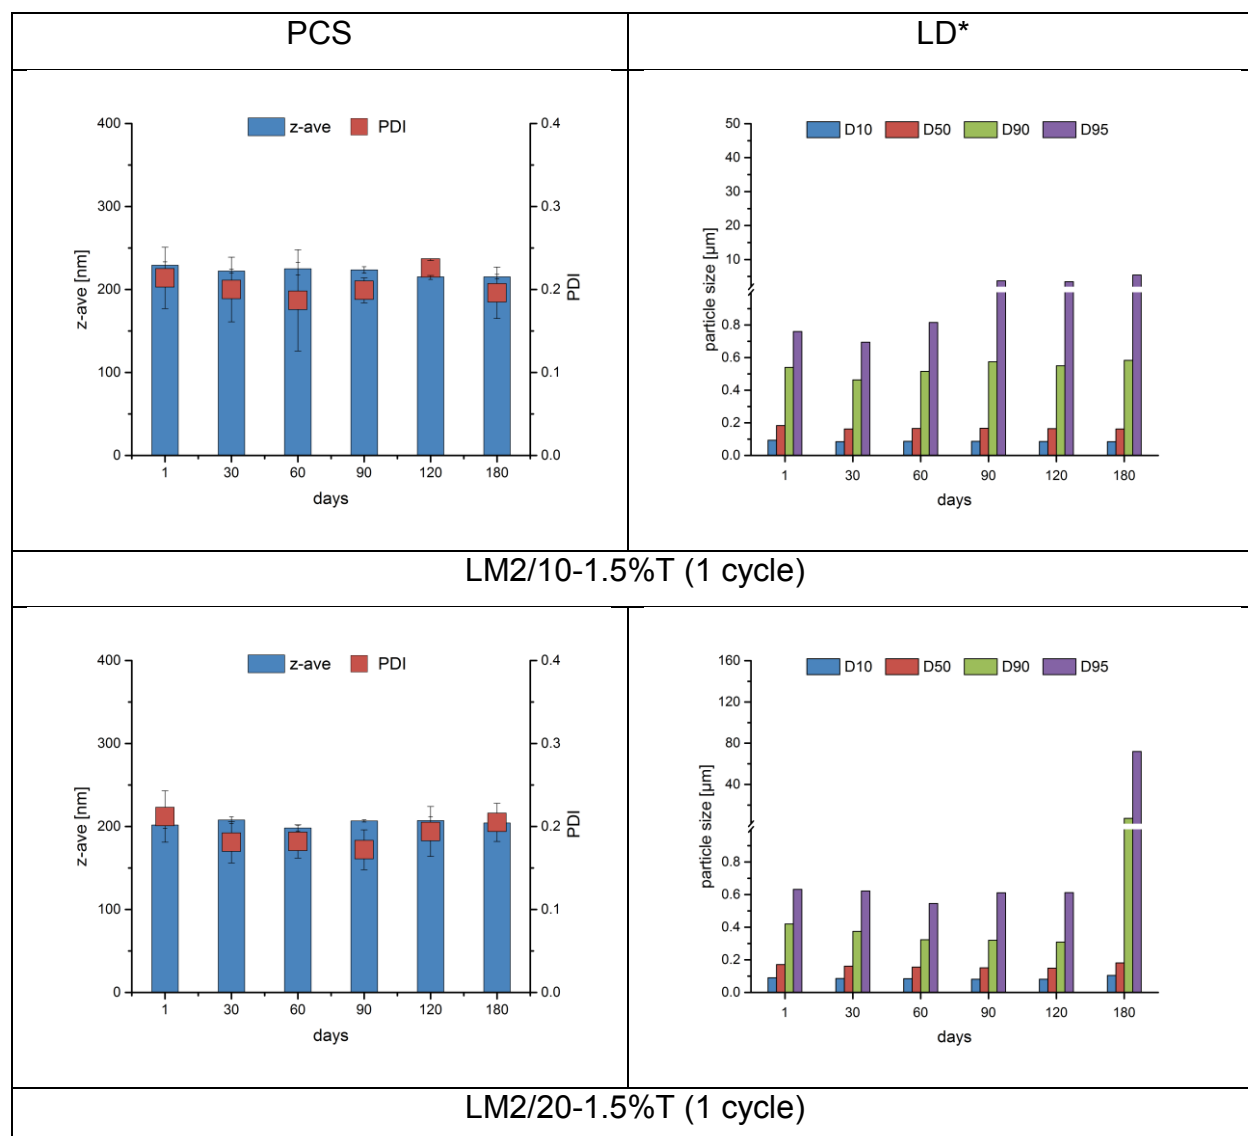 PCS
LD*
z-ave PDI
400
300
200
100
0
z-ave [nm]
0.4
0.3
0.2
0.1
0.0
PDI
1 30 60 90 120 180
days
D10 D50 D90 D95
50
40
30
20
10
0.8
0.6
0.4
0.2
0.0
particle size [µm]
1 30 60 90 120 180
days
LM2/10-1.5%T (1 cycle)
z-ave PDI
400
300
200
100
0
z-ave [nm]
0.4
0.3
0.2
0.1
0.0
PDI
1 30 60 90 120 180
days
D10 D50 D90 D95
160
120
80
40
0.8
0.6
0.4
0.2
0.0
particle size [µm]
1 30 60 90 120 180
days
LM2/20-1.5%T (1 cycle)